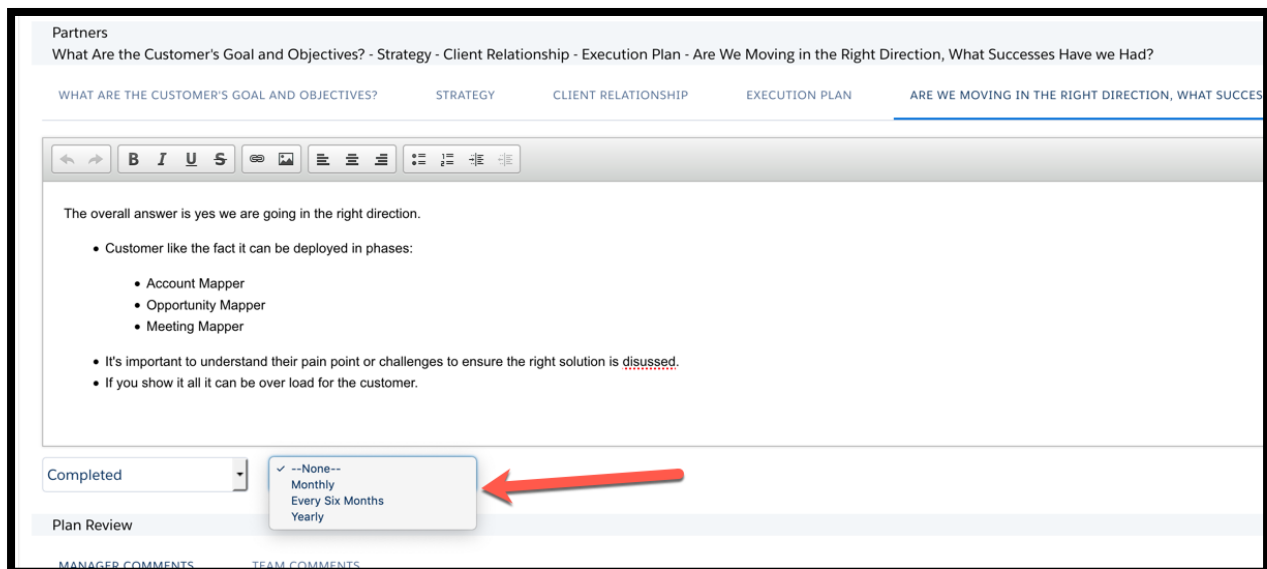 Partners
What Are the Customer's Goal and Objectives? - Strategy - Client Relationship - Execution Plan - Are We Moving in the Right Direction, What Successes Have we Had?
WHAT ARE THE CUSTOMER'S GOAL AND OBJECTIVES? STRATEGY CLIENT RELATIONSHIP EXECUTION PLAN ARE WE MOVING IN THE RIGHT DIRECTION, WHAT SUCCES
B I U S
The overall answer is yes we are going in the right direction.
• Customer like the fact it can be deployed in phases:
• Account Mapper
• Opportunity Mapper
• Meeting Mapper
• It's important to understand their pain point or challenges to ensure the right solution is disussed.
• If you show it all it can be over load for the customer.
Completed
✓ --None--
Monthly
Every Six Months
Yearly
Plan Review
MANAGER COMMENTS TEAM COMMENTS